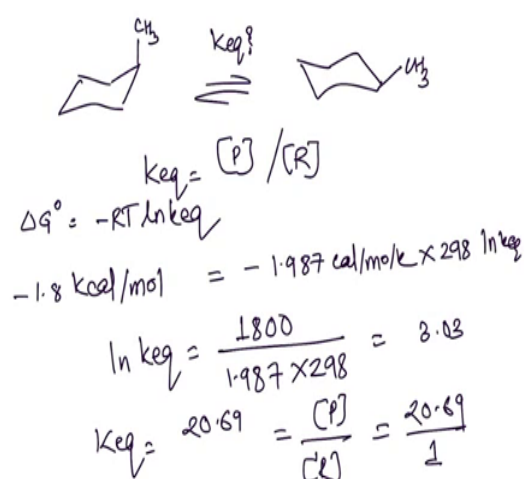 CH3
Keq?
CH3
Keq = [P] / [R]
ΔG° = -RT ln keq
-1.8 kcal/mol = - 1.987 cal/mol k × 298 ln keq
ln keq = 1800 / 1.987 × 298 = 3.03
Keq = 20.69 = [P] / [R] = 20.69 / 1